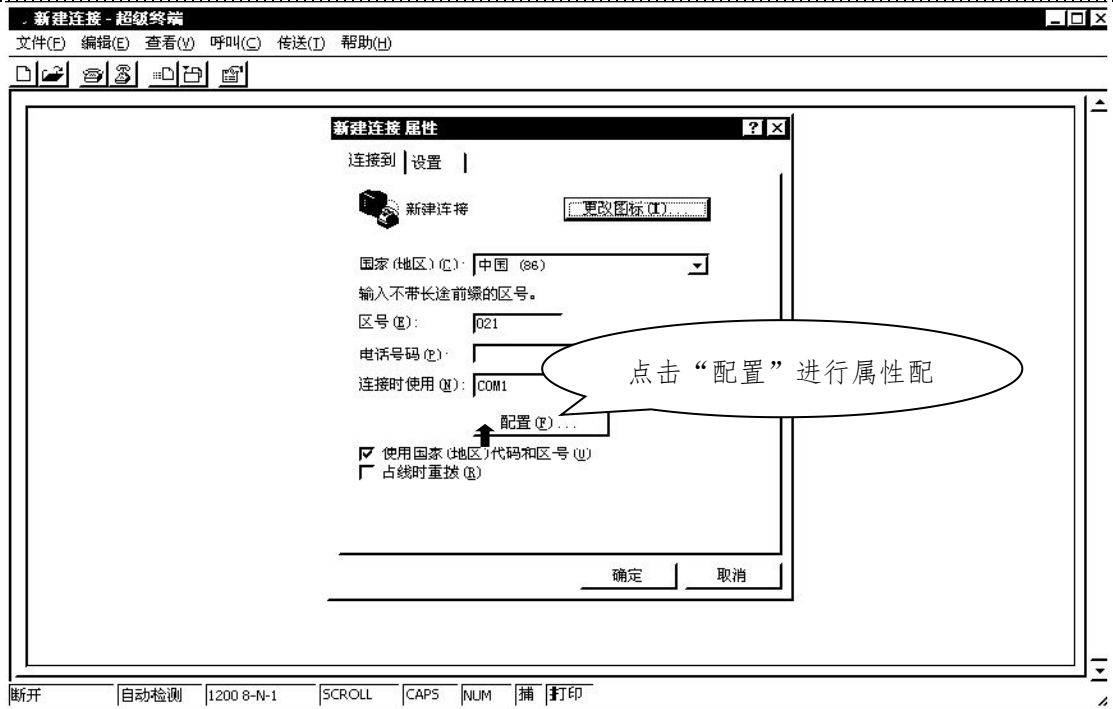 新建连接 - 超级终端
文件(F) 编辑(E) 查看(V) 呼叫(C) 传送(T) 帮助(H)
新建连接 属性
连接到 设置
新建连接 更改图标(I)...
国家(地区)(C): 中国 (86)
输入不带长途前缀的区号。
区号(E): 021
电话号码(P):
连接时使用(N): COM1
点击“配置”进行属性配
配置(F)...
使用国家(地区)代码和区号(U)
占线时重拨(R)
确定 取消
断开 自动检测 1200 8-N-1 SCROLL CAPS NUM 捕 打印